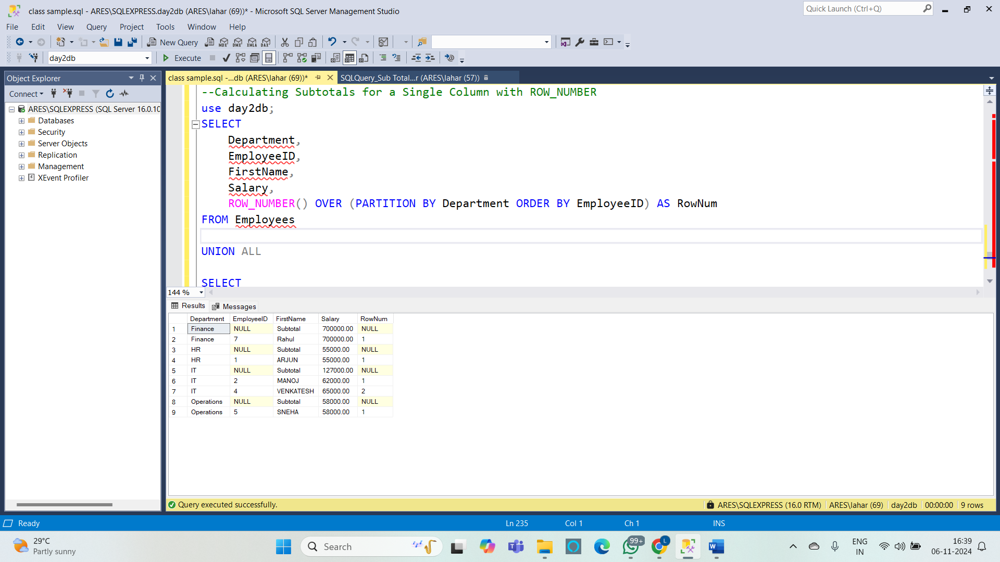 class sample.sql - ARES\SQLEXPRESS.day2db (ARES\lahar (69))* - Microsoft SQL Server Management Studio
Quick Launch (Ctrl+Q)
File Edit View Query Project Tools Window Help
New Query MDX DMX XMLA DAX
day2db Execute
Object Explorer
class sample.sql -...db (ARES\lahar (69))* SQLQuery_Sub Total...r (ARES\lahar (57))
Connect
ARES\SQLEXPRESS (SQL Server 16.0.10
Databases
Security
Server Objects
Replication
Management
XEvent Profiler
--Calculating Subtotals for a Single Column with ROW_NUMBER
use day2db;
SELECT
Department,
EmployeeID,
FirstName,
Salary,
ROW_NUMBER() OVER (PARTITION BY Department ORDER BY EmployeeID) AS RowNum
FROM Employees
UNION ALL
SELECT
144 %
Results Messages
Department EmployeeID FirstName Salary RowNum
1 Finance NULL Subtotal 700000.00 NULL
2 Finance 7 Rahul 700000.00 1
3 HR NULL Subtotal 55000.00 NULL
4 HR 1 ARJUN 55000.00 1
5 IT NULL Subtotal 127000.00 NULL
6 IT 2 MANOJ 62000.00 1
7 IT 4 VENKATESH 65000.00 2
8 Operations NULL Subtotal 58000.00 NULL
9 Operations 5 SNEHA 58000.00 1
Query executed successfully. ARES\SQLEXPRESS (16.0 RTM) ARES\lahar (69) day2db 00:00:00 9 rows
Ready Ln 235 Col 1 Ch 1 INS
29°C
Partly sunny
Search
99+
L
W
ENG
IN
16:39
06-11-2024